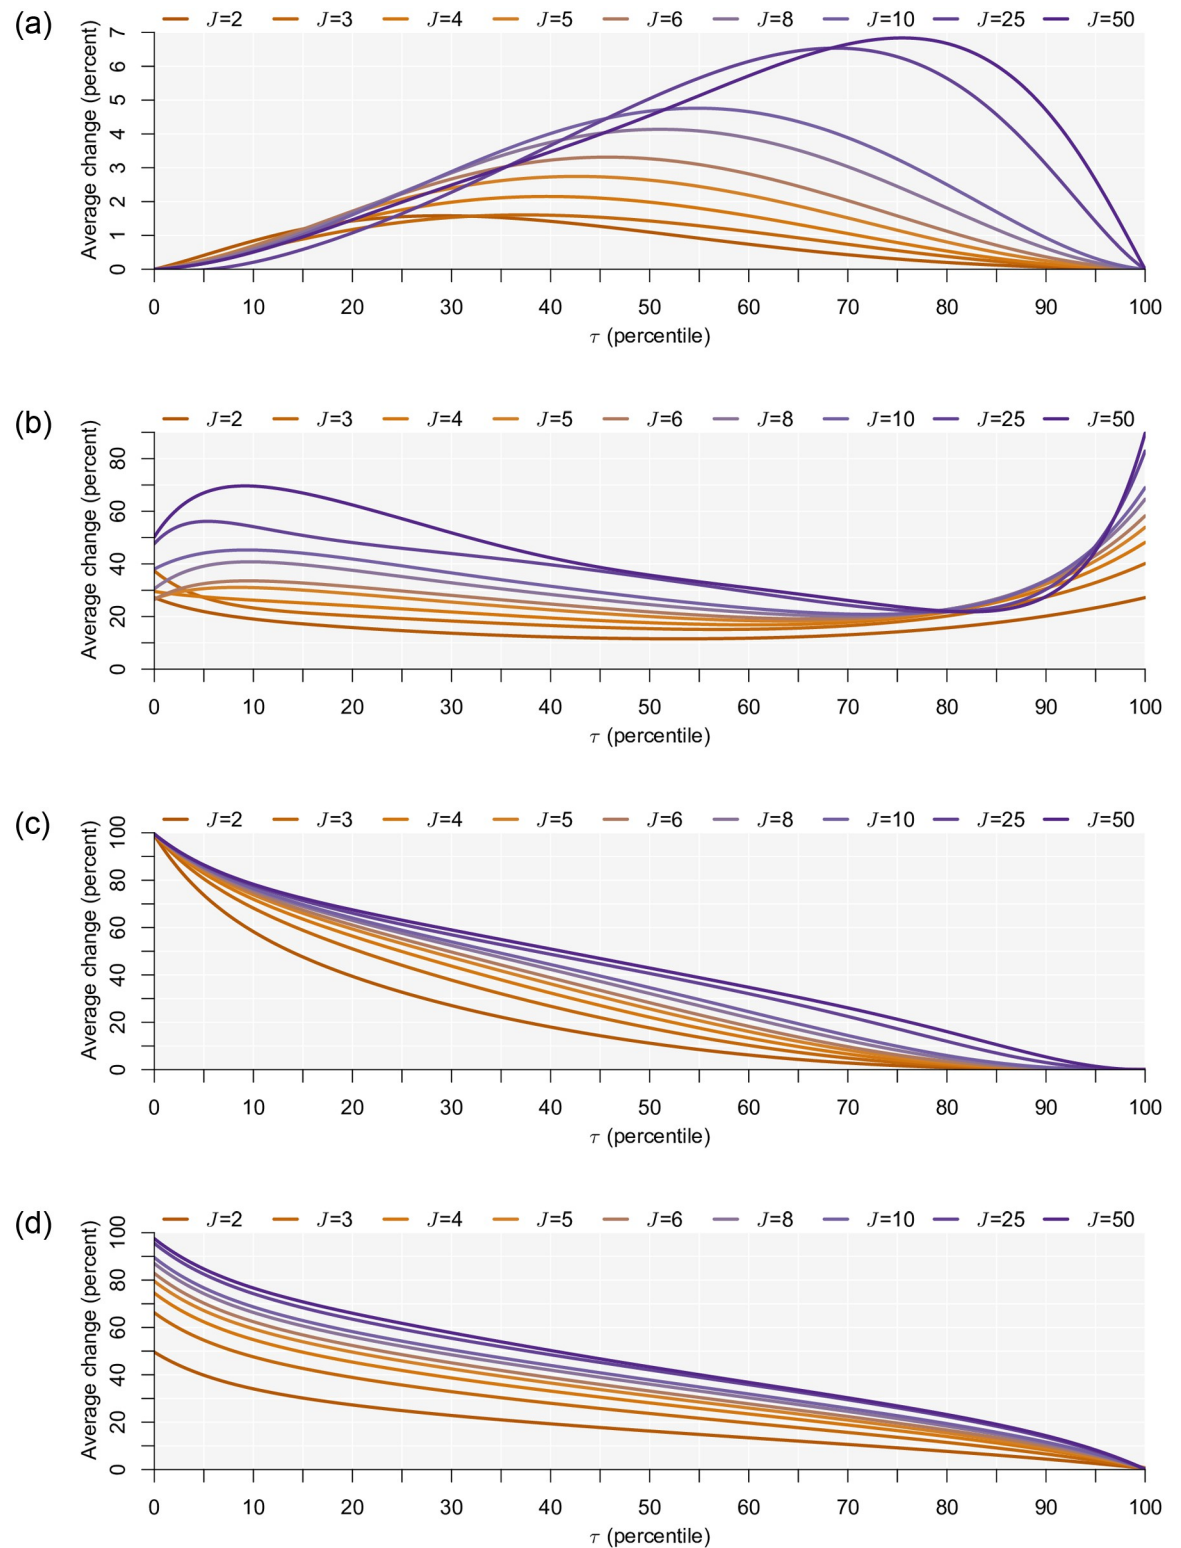 (a)
J=2 J=3 J=4 J=5 J=6 J=8 J=10 J=25 J=50
Average change (percent)
7
6
5
4
3
2
1
0
0 10 20 30 40 50 60 70 80 90 100
τ (percentile)
(b)
J=2 J=3 J=4 J=5 J=6 J=8 J=10 J=25 J=50
Average change (percent)
80
60
40
20
0
0 10 20 30 40 50 60 70 80 90 100
τ (percentile)
(c)
J=2 J=3 J=4 J=5 J=6 J=8 J=10 J=25 J=50
Average change (percent)
100
80
60
40
20
0
0 10 20 30 40 50 60 70 80 90 100
τ (percentile)
(d)
J=2 J=3 J=4 J=5 J=6 J=8 J=10 J=25 J=50
Average change (percent)
100
80
60
40
20
0
0 10 20 30 40 50 60 70 80 90 100
τ (percentile)